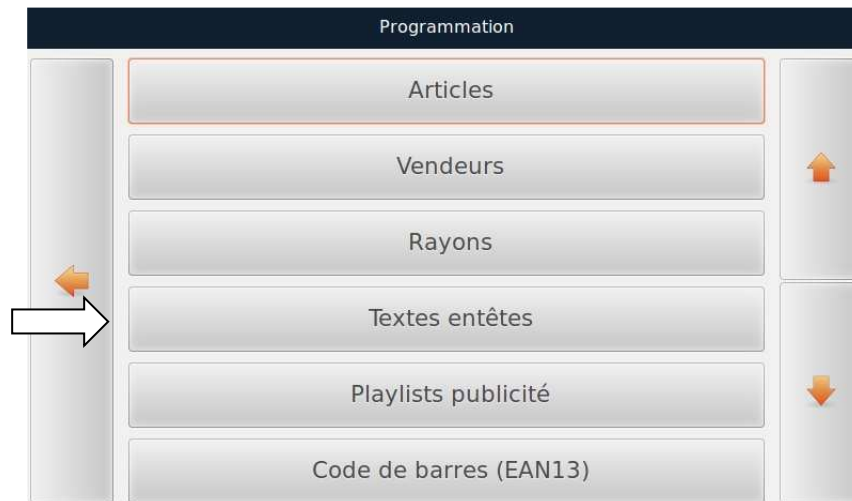 Programmation
Articles
Vendeurs
Rayons
Textes entêtes
Playlists publicité
Code de barres (EAN13)